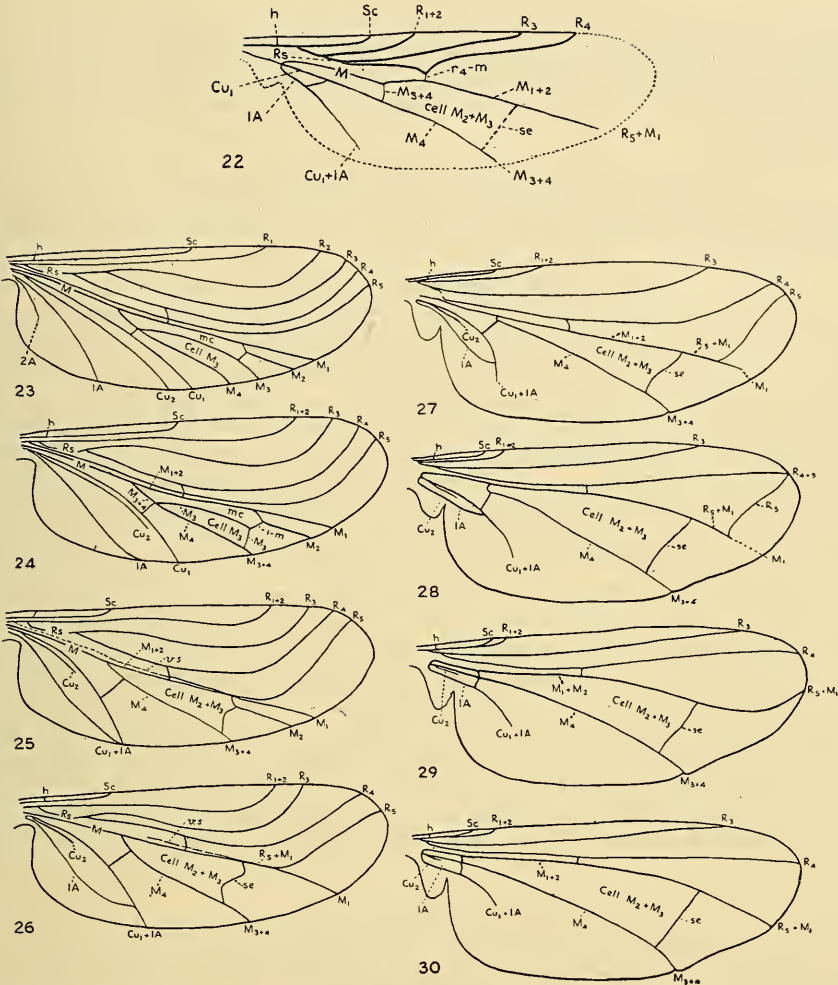 h Sc R1+2 R3 R4
Rs M r4-m
Cu1 1A M3+4 M1+2
cell M2+M3 se R5+M1
M4
Cu1+1A M3+4
22
h Sc R1 R2 R3 R4 R5
Rs M
mc
Cell M3
2A 1A Cu2 Cu1 M4 M3 M2 M1
23
h Sc R1+2 R3 R4 R5
Rs M M1+2
M3+4 M3 mc
Cell M3 M3 i-m
M4
Cu2 M1
M2
1A Cu1 M3+4
24
Sc R1+2 R3 R4 R5
Rs M M1+2 vs
Cu2 Cell M2+M3
M4 M1
M2
Cu1+1A M3+4
25
h Sc R1+2 R3 R4 R5
Rs M vs
Cu2 Cell M2+M3 R5+M1
1A M4 se M1
Cu1+1A M3+4
26
h Sc R1+2 R3 R4 R5
M1+2 R5+M1
Cu2 Cell M2+M3
1A M4 se M1
Cu1+1A
M3+4
27
Sc R1+2 R3
R4+5
Cell M2+M3 R5+M1 R5
Cu2 1A M4 se
M1
Cu1+1A
28
h Sc R1+2 R3 R4
M1+M2
Cu2 1A Cell M2+M3 R5+M1
M4 se
Cu1+1A
M3+4
29
h Sc R1+2 R3
R4
Cu2 M1+2
1A Cell M2+M3
Cu1+1A M4 se R5+M1
30